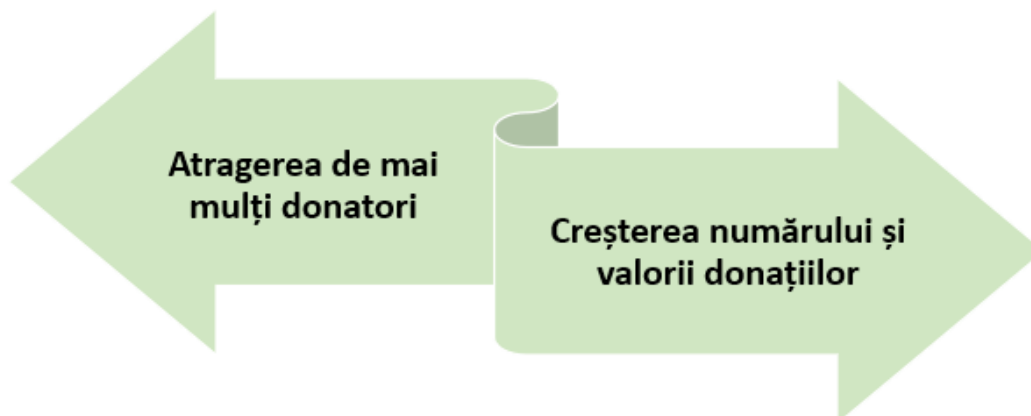 Atragerea de mai
mulți donatori
Creșterea numărului și
valorii donațiilor